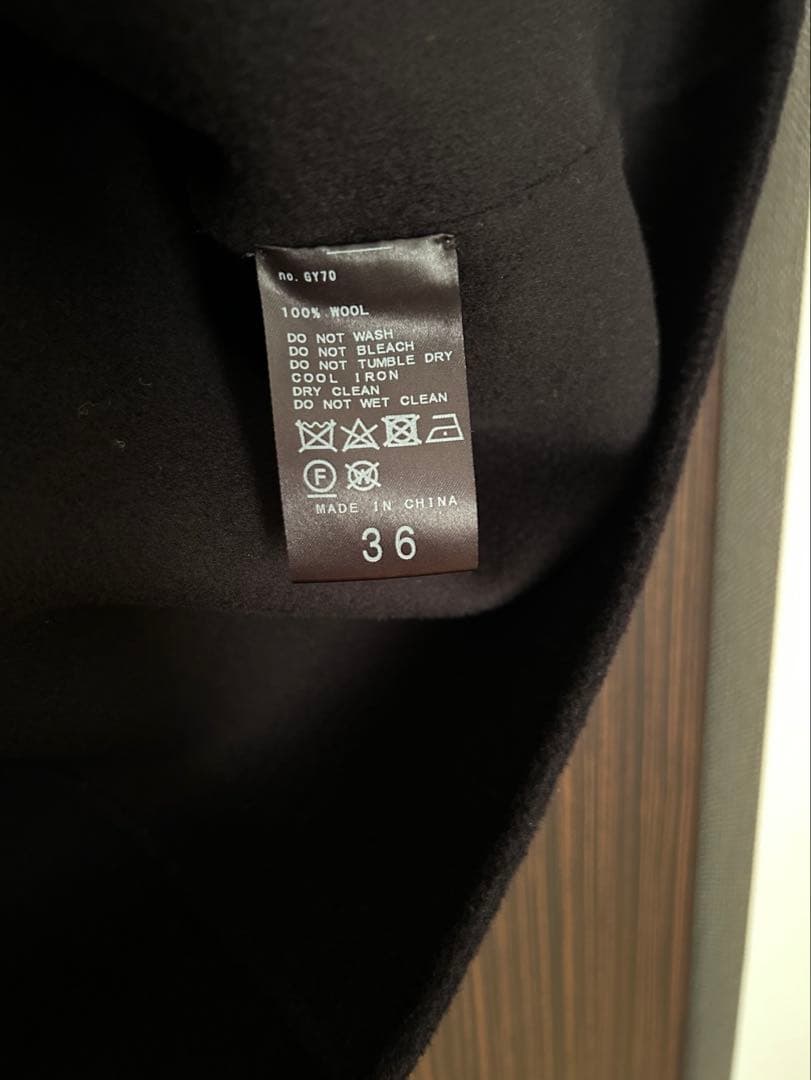 no. GY70
100% WOOL
DO NOT WASH
DO NOT BLEACH
DO NOT TUMBLE DRY
COOL IRON
DRY CLEAN
DO NOT WET CLEAN
F W
MADE IN CHINA
36